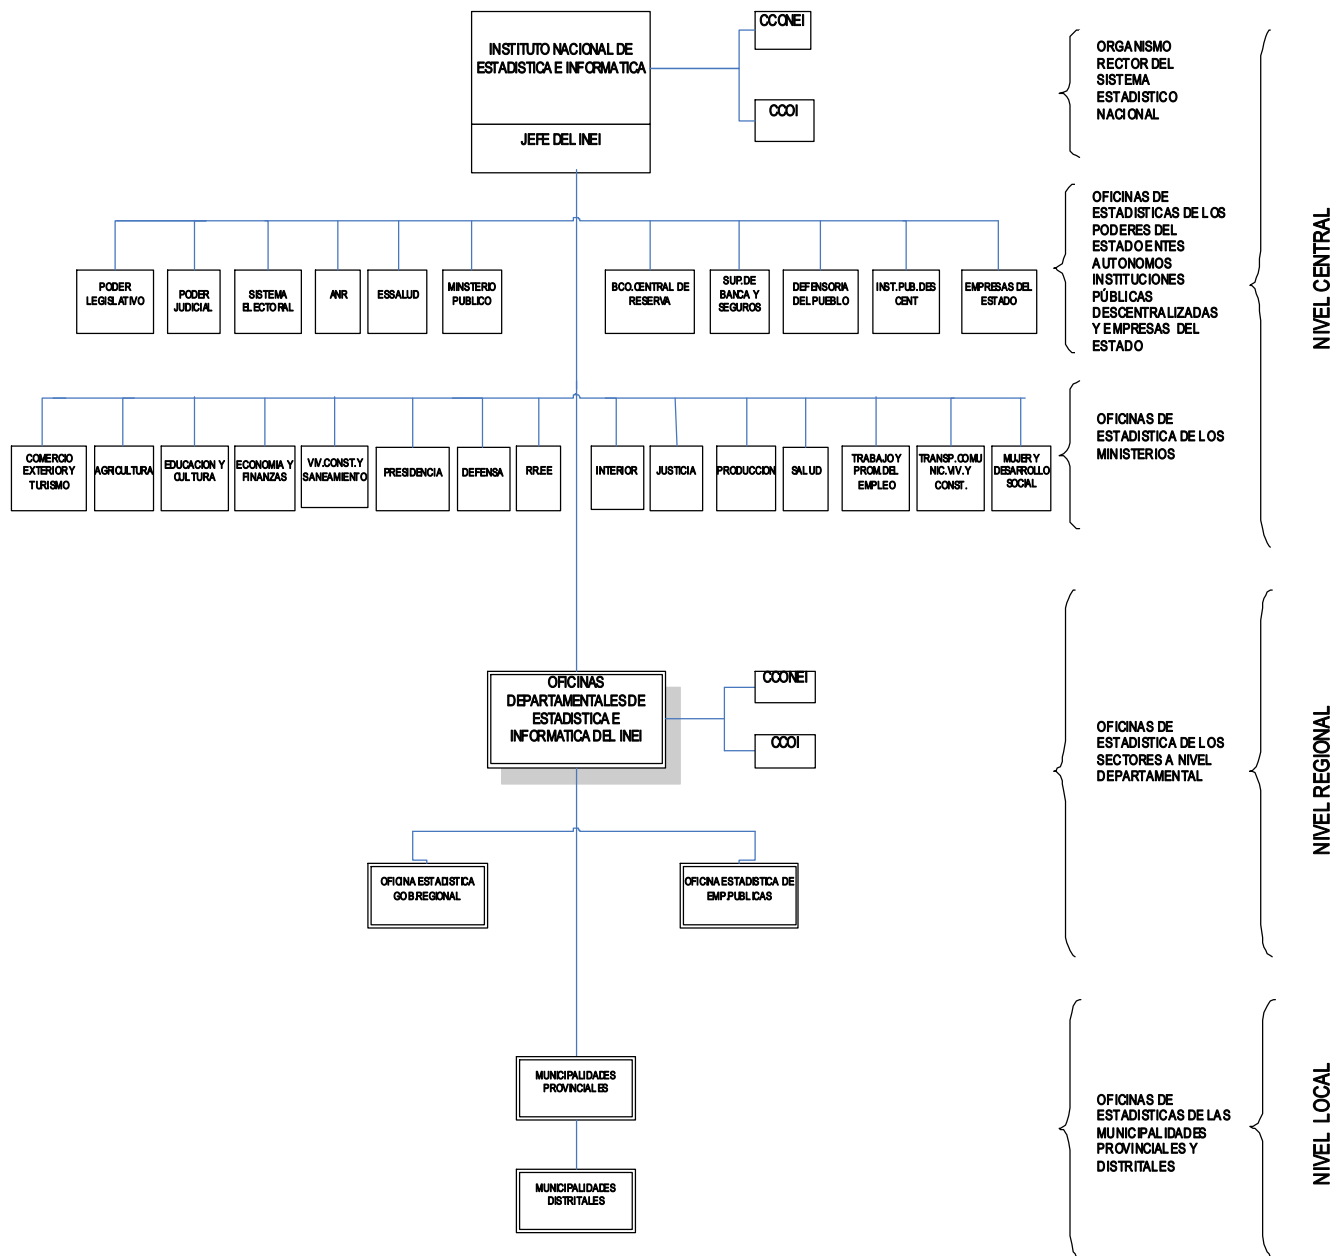 INSTITUTO NACIONAL DE
ESTADISTICA E INFORMATICA
JEFE DEL INEI
CCONEI
CCOI
ORGANISMO
RECTOR DEL
SISTEMA
ESTADISTICO
NACIONAL
NIVEL CENTRAL
PODER
LEGISLATIVO
PODER
JUDICIAL
SISTEMA
ELECTORAL
ANR
ESSALUD
MINSTERIO
PUBLICO
BCO.CENTRAL DE
RESERVA
SUP.DE
BANCA Y
SEGUROS
DEFENSORIA
DEL PUEBLO
INST.PUB.DES
CENT
EMPRESAS DEL
ESTADO
OFICINAS DE
ESTADISTICAS DE LOS
PODERES DEL
ESTADOENTES
AUTONOMOS
INSTITUCIONES
PÚBLICAS
DESCENTRALIZADAS
Y EMPRESAS DEL
ESTADO
COMERCIO
EXTERIOR Y
TURISMO
AGRICULTURA
EDUCACION Y
CULTURA
ECONOMIA Y
FINANZAS
VIV.CONST.Y
SANEAMIENTO
PRESIDENCIA
DEFENSA
RR.EE
INTERIOR
JUSTICIA
PRODUCCION
SALUD
TRABAJO Y
PROM.DEL
EMPLEO
TRANSP.COMU
NIC.VIV.Y
CONST.
MUJER Y
DESARROLLO
SOCIAL
OFICINAS DE
ESTADISTICA DE LOS
MINISTERIOS
OFICINAS
DEPARTAMENTALES DE
ESTADISTICA E
INFORMATICA DEL INEI
CCONEI
CCOI
OFICINAS DE
ESTADISTICA DE LOS
SECTORES A NIVEL
DEPARTAMENTAL
NIVEL REGIONAL
OFICINA ESTADISTICA
GOB.REGIONAL
OFICINA ESTADISTICA DE
EMP.PUBLICAS
MUNICIPALIDADES
PROVINCIALES
MUNICIPALIDADES
DISTRITALES
OFICINAS DE
ESTADISTICAS DE LAS
MUNICIPALIDADES
PROVINCIALES Y
DISTRITALES
NIVEL LOCAL